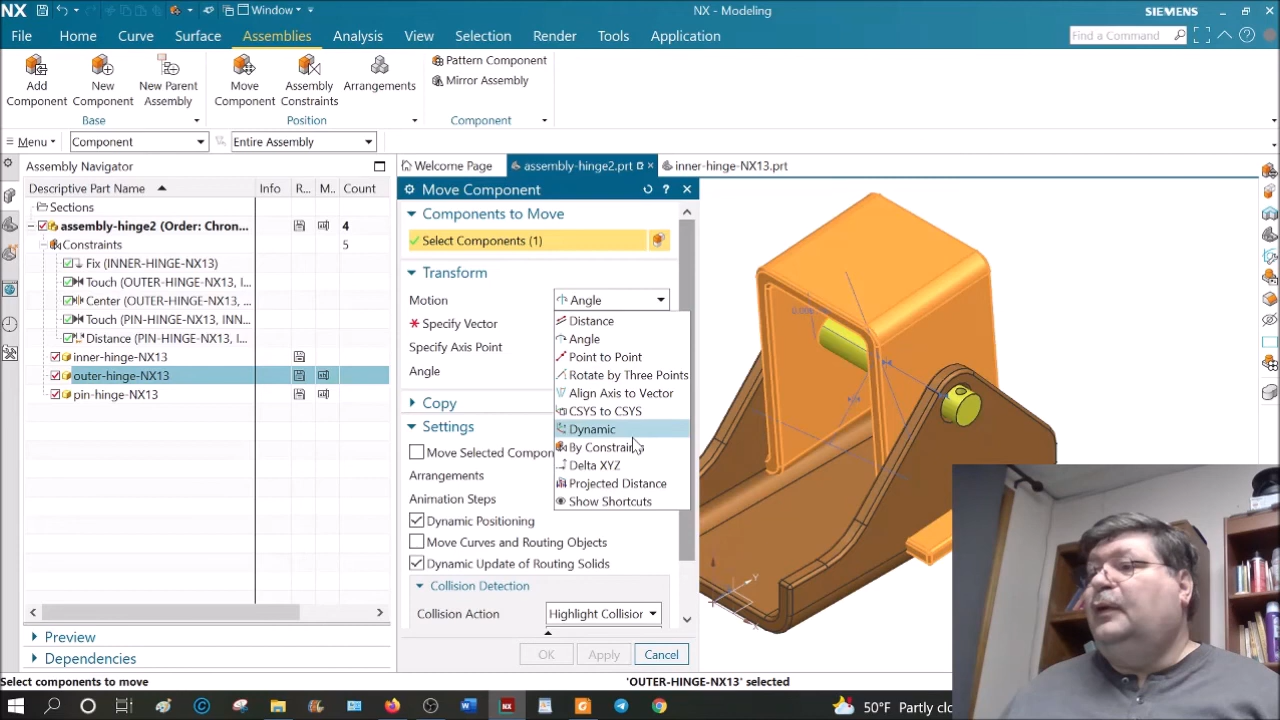 NX
Window
NX - Modeling
SIEMENS
File
Home
Curve
Surface
Assemblies
Analysis
View
Selection
Render
Tools
Application
Find a Command
Add Component
New Component
New Parent Assembly
Base
Move Component
Assembly Constraints
Arrangements
Position
Pattern Component
Mirror Assembly
Component
Menu
Component
Entire Assembly
Assembly Navigator
Descriptive Part Name
Info
R...
M..
Count
Sections
assembly-hinge2 (Order: Chron...
4
Constraints
5
Fix (INNER-HINGE-NX13)
Touch (OUTER-HINGE-NX13, I...
Center (OUTER-HINGE-NX13, ...
Touch (PIN-HINGE-NX13, INN...
Distance (PIN-HINGE-NX13, I...
inner-hinge-NX13
outer-hinge-NX13
pin-hinge-NX13
Preview
Dependencies
Welcome Page
assembly-hinge2.prt
inner-hinge-NX13.prt
Move Component
Components to Move
Select Components (1)
Transform
Motion
Angle
* Specify Vector
Specify Axis Point
Angle
Distance
Angle
Point to Point
Rotate by Three Points
Align Axis to Vector
CSYS to CSYS
Dynamic
By Constraints
Delta XYZ
Projected Distance
Show Shortcuts
Copy
Settings
Move Selected Compon
Arrangements
Animation Steps
Dynamic Positioning
Move Curves and Routing Objects
Dynamic Update of Routing Solids
Collision Detection
Collision Action
Highlight Collisior
OK
Apply
Cancel
Y
Select components to move
'OUTER-HINGE-NX13' selected
50°F Partly clo